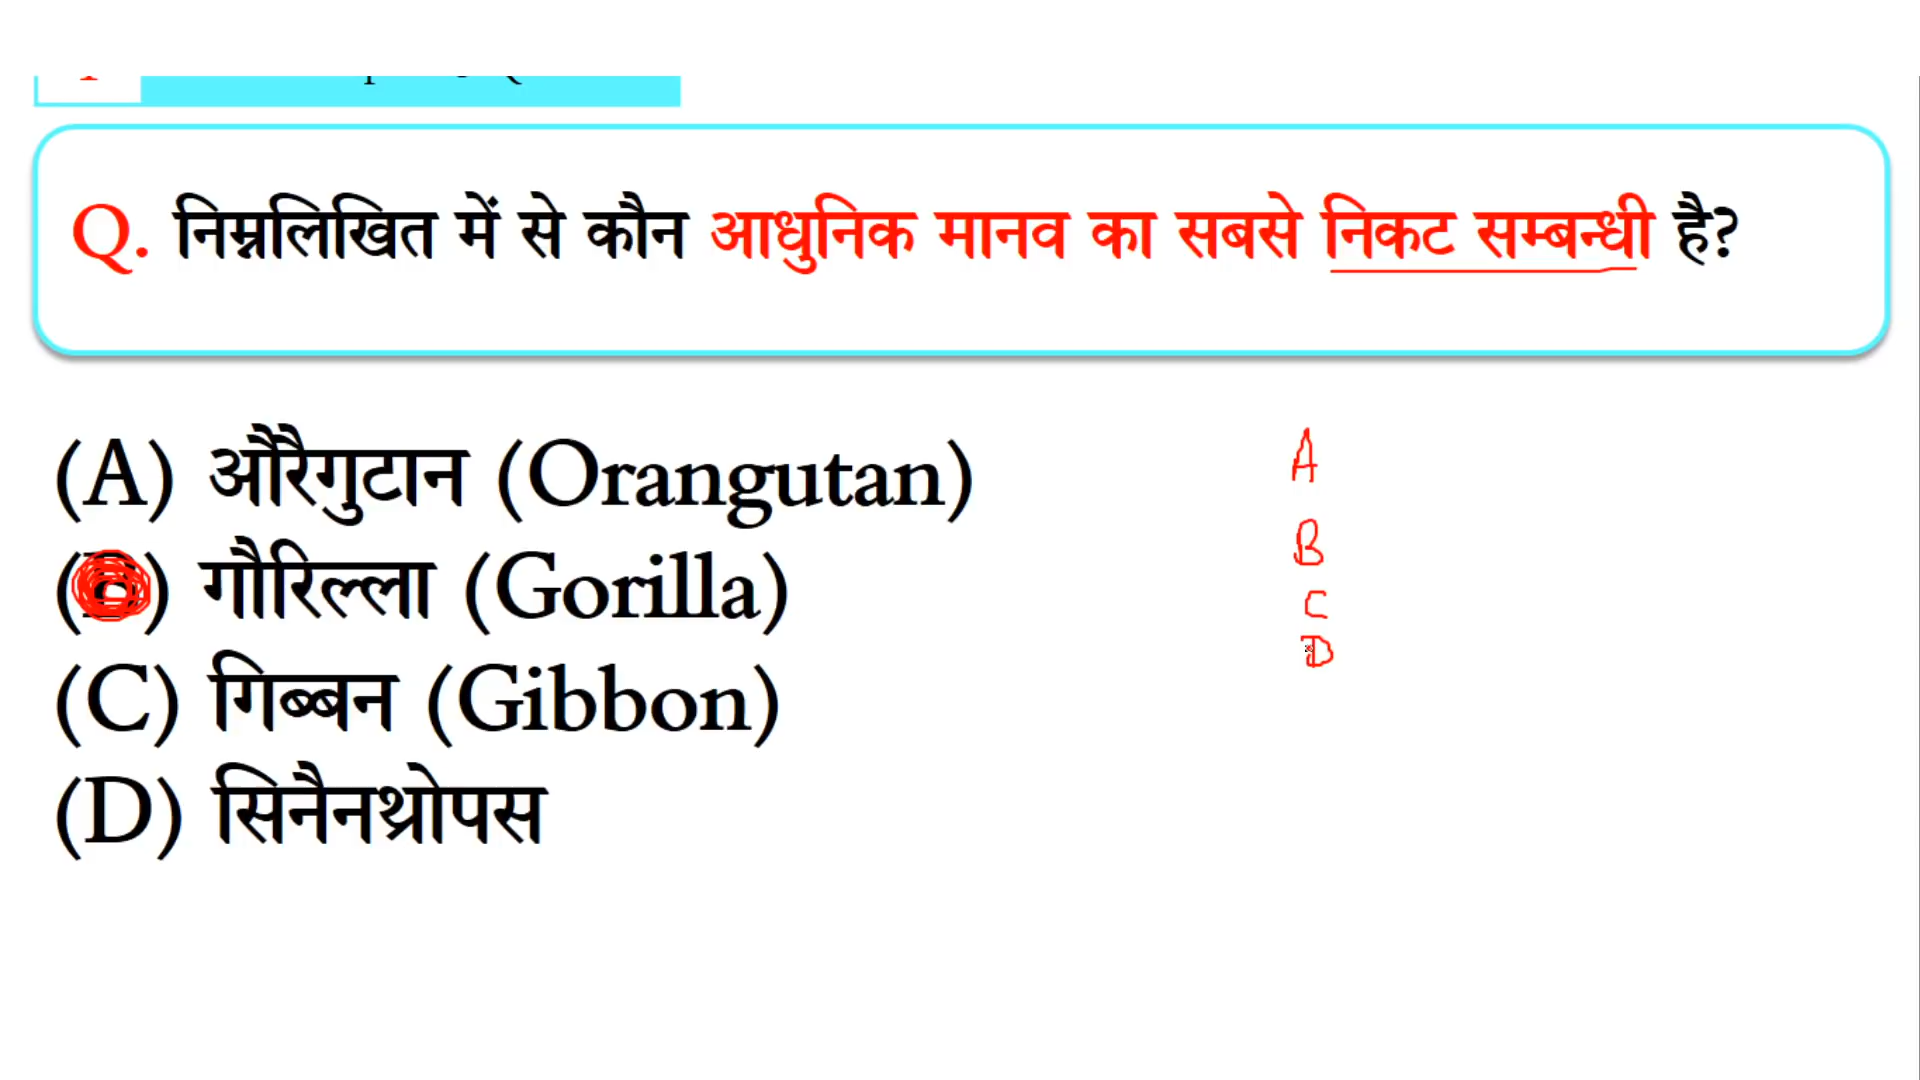 Q. निम्नलिखित में से कौन आधुनिक मानव का सबसे निकट सम्बन्धी है?
(A) औरैगुटान (Orangutan)
(B) गौरिल्ला (Gorilla)
(C) गिब्बन (Gibbon)
(D) सिनैनथ्रोपस
A
B
C
D